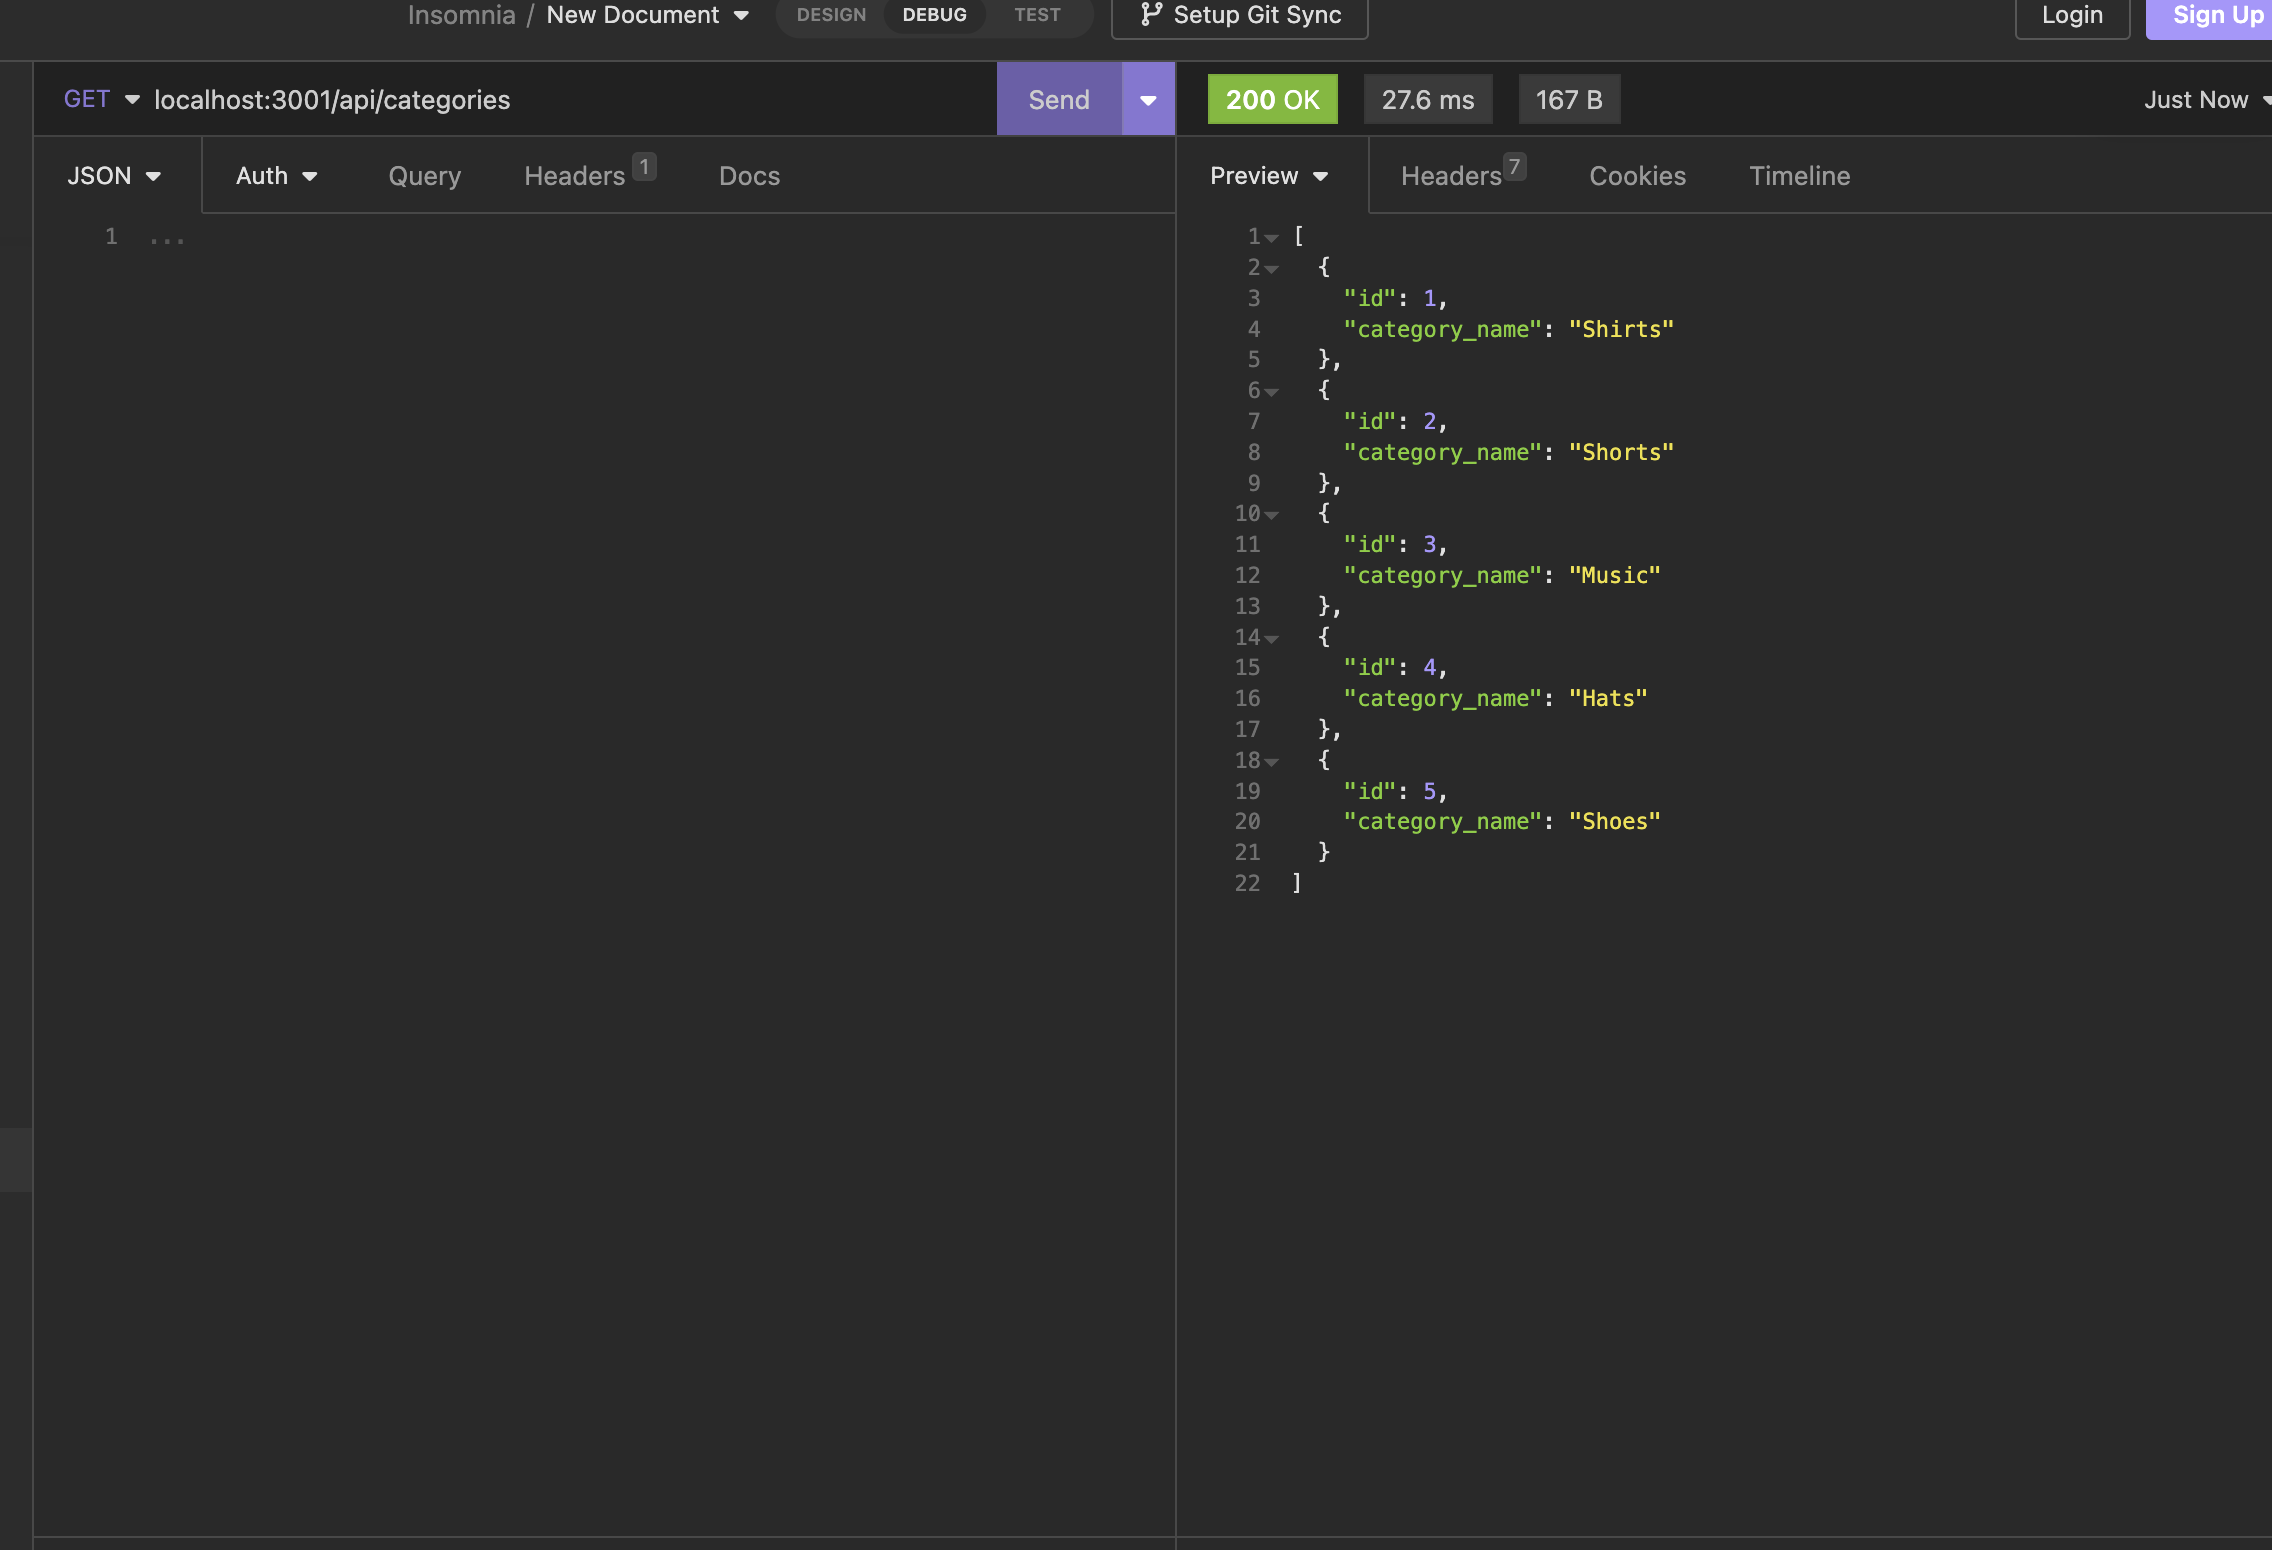 Insomnia / New Document DESIGN DEBUG TEST Setup Git Sync Login Sign Up
GET localhost:3001/api/categories Send 200 OK 27.6 ms 167 B Just Now
JSON Auth Query Headers 1 Docs Preview Headers 7 Cookies Timeline
1 ...
1 [
2 {
3 "id": 1,
4 "category_name": "Shirts"
5 },
6 {
7 "id": 2,
8 "category_name": "Shorts"
9 },
10 {
11 "id": 3,
12 "category_name": "Music"
13 },
14 {
15 "id": 4,
16 "category_name": "Hats"
17 },
18 {
19 "id": 5,
20 "category_name": "Shoes"
21 }
22 ]